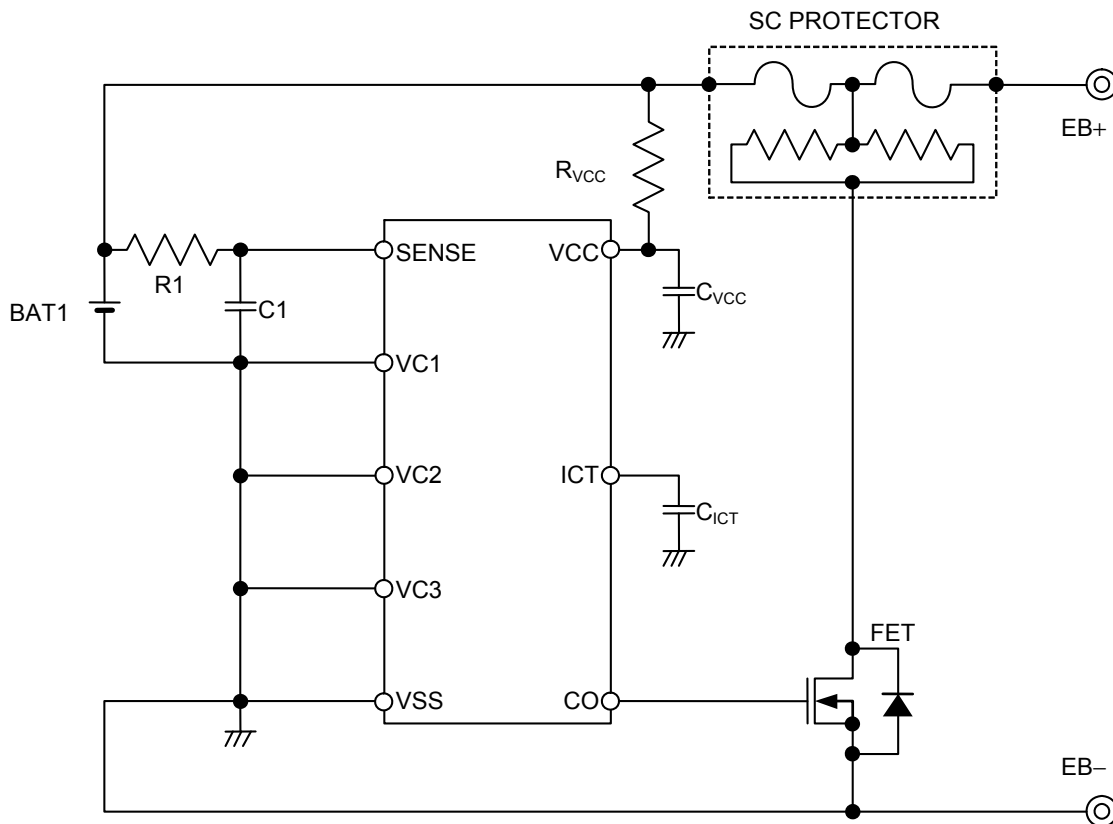 SC PROTECTOR
EB+
RVCC
SENSE
VCC
R1
CVCC
BAT1
C1
VC1
VC2
ICT
CICT
VC3
FET
VSS
CO
EB−